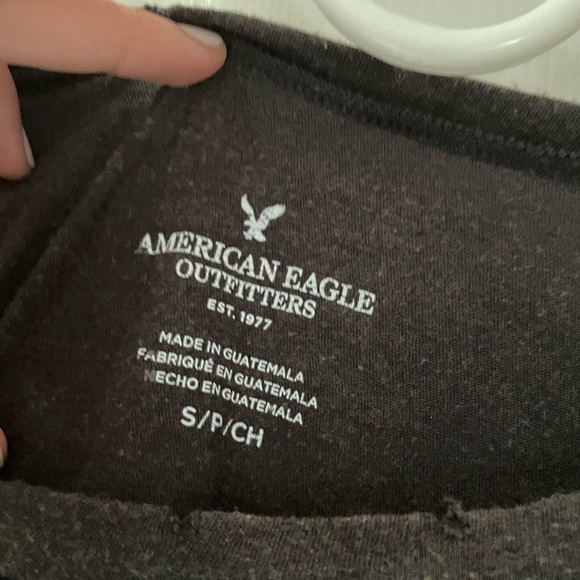 AMERICAN EAGLE
OUTFITTERS
EST. 1977
MADE IN GUATEMALA
FABRIQUÉ EN GUATEMALA
HECHO EN GUATEMALA
S/P/CH